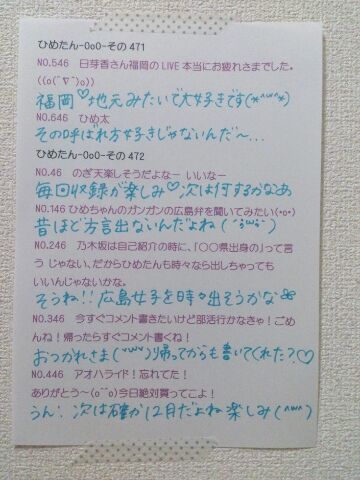 ひめたん-OoO-その471
NO.546　日芽香さん福岡のLIVE本当にお疲れさまでした。
((o(´∇`)o))
福岡♡地元みたいで大好きです(*^ω^*)
NO.646　ひめ太
その呼ばれ方好きじゃないんだ〜…
ひめたん-OoO-その472
NO.46　のぎ天楽しそうだよなー　いいなー
毎回収録が楽しみ♡次は何するかなぁ
NO.146 ひめちゃんのガンガンの広島弁を聞いてみたい(•o•)
昔ほど方言出ないんだよね(´;ω;`)
NO.246　乃木坂は自己紹介の時に、「○○県出身の」って言
う じゃない、だからひめたんも時々なら出しちゃっても
いいんじゃないかな。
そうね!! 広島女子を時々出そうかな
NO.346　今すぐコメント書きたいけど部活行かなきゃ！ごめ
んね！帰ったらすぐコメント書くね！
おつかれさま(^ω^)帰ってからも書いてくれた？♡
NO.446　アオハライド！忘れてた！
ありがとう〜(o^^o)今日絶対買ってこよ！
うん！次は確か12月だよね楽しみ(^ω^)